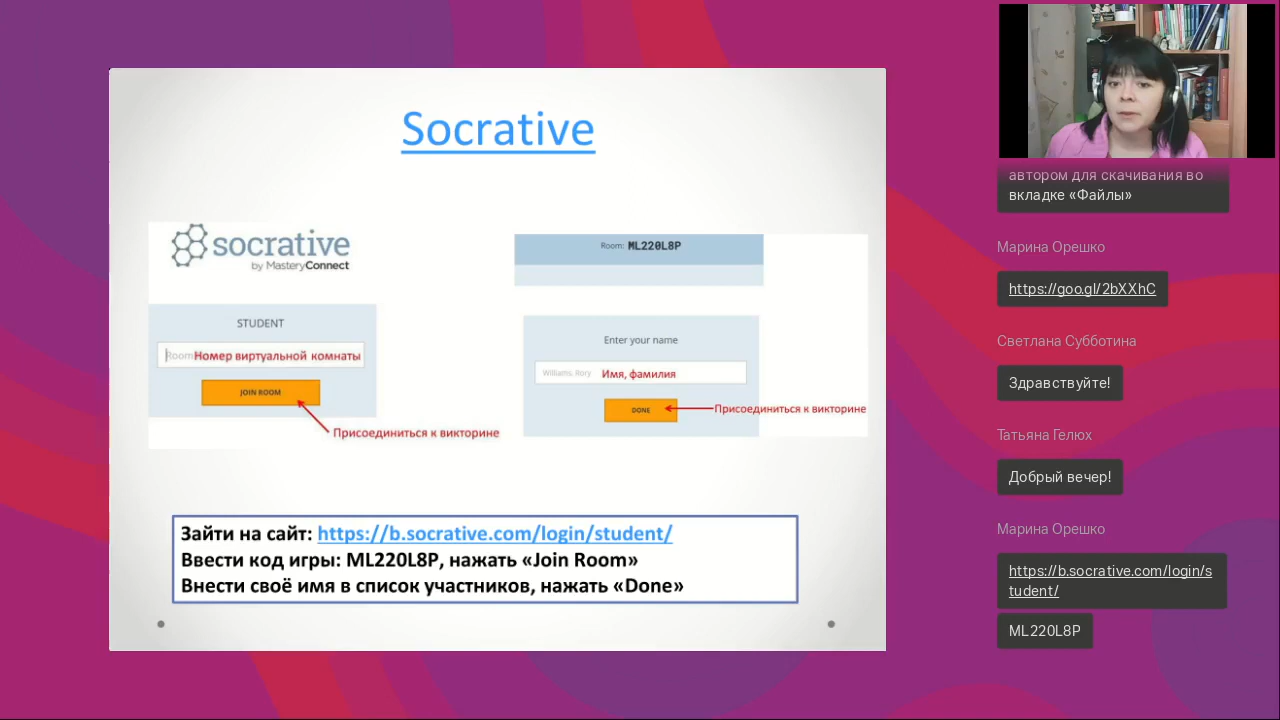 Socrative
socrative
by MasteryConnect
STUDENT
Room Номер виртуальной комнаты
JOIN ROOM
Присоединиться к викторине
Room: ML220L8P
Enter your name
Williams, Rory Имя, фамилия
DONE
Присоединиться к викторине
Зайти на сайт: https://b.socrative.com/login/student/
Ввести код игры: ML220L8P, нажать «Join Room»
Внести своё имя в список участников, нажать «Done»
автором для скачивания во
вкладке «Файлы»
Марина Орешко
https://goo.gl/2bXXhC
Светлана Субботина
Здравствуйте!
Татьяна Гелюх
Добрый вечер!
Марина Орешко
https://b.socrative.com/login/s
tudent/
ML220L8P